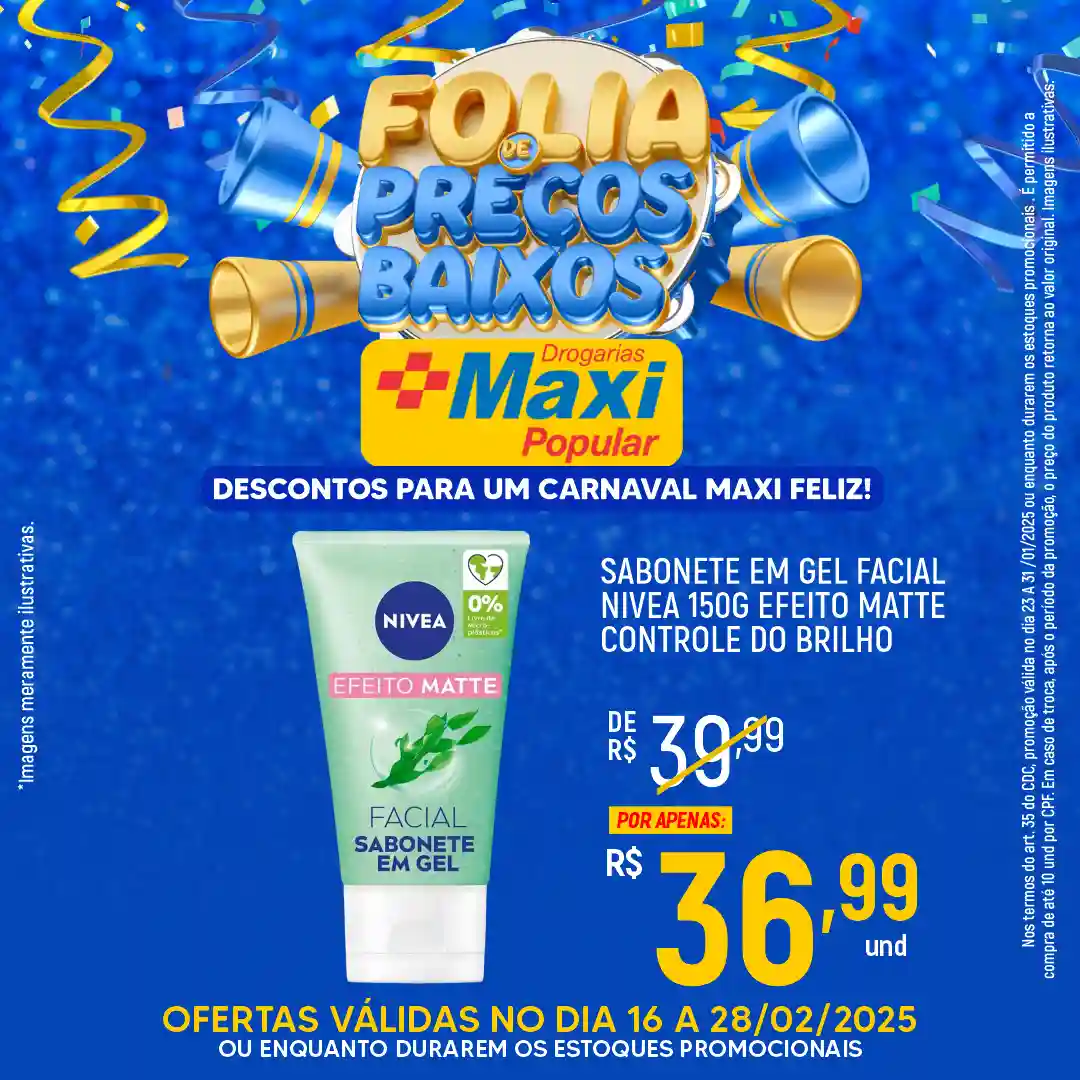 FOLIA
DE
PREÇOS
BAIXOS
Drogarias
Maxi
Popular
DESCONTOS PARA UM CARNAVAL MAXI FELIZ!
*Imagens meramente ilustrativas.
NIVEA
0%
Livre de
micro-
plásticos*
EFEITO MATTE
FACIAL
SABONETE
EM GEL
SABONETE EM GEL FACIAL
NIVEA 150G EFEITO MATTE
CONTROLE DO BRILHO
DE
R$ 39,99
POR APENAS:
R$ 36,99
und
OFERTAS VÁLIDAS NO DIA 16 A 28/02/2025
OU ENQUANTO DURAREM OS ESTOQUES PROMOCIONAIS
Nos termos do art. 35 do CDC, promoção válida no dia 23 A 31 /01/2025 ou enquanto durarem os estoques promocionais . É permitido a
compra de até 10 und por CPF. Em caso de troca, após o período da promoção, o preço do produto retorna ao valor original. Imagens ilustrativas.